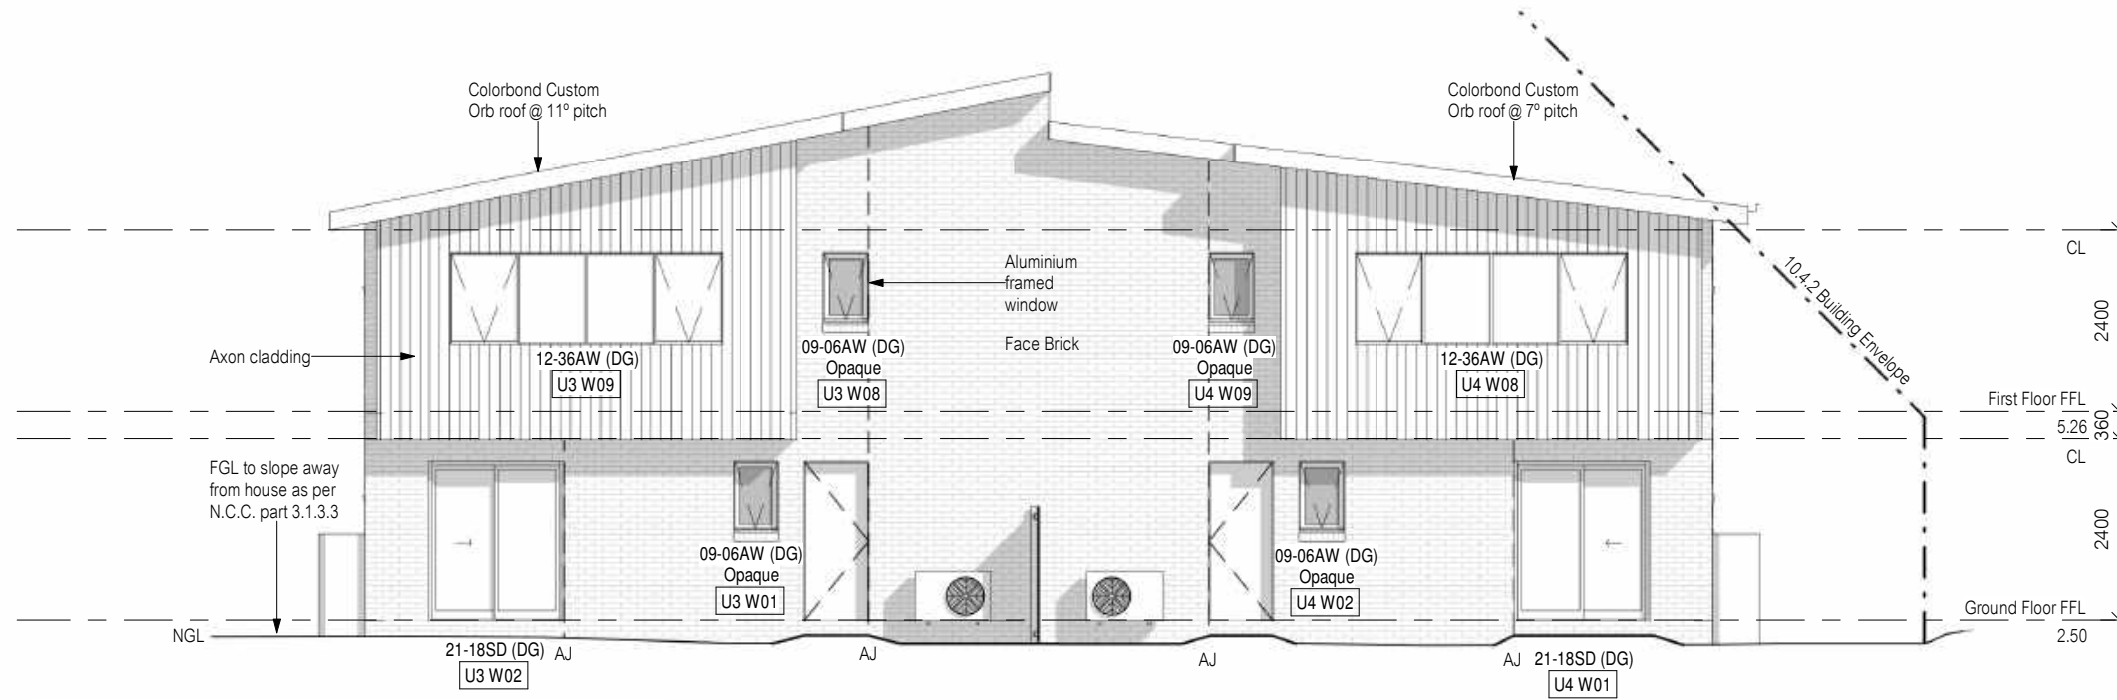 Colorbond Custom
Orb roof @ 11º pitch
Colorbond Custom
Orb roof @ 7º pitch
CL
10.4.2 Building Envelope
2400
Aluminium
framed
window
Face Brick
Axon cladding
12-36AW (DG)
U3 W09
09-06AW (DG)
Opaque
U3 W08
09-06AW (DG)
Opaque
U4 W09
12-36AW (DG)
U4 W08
First Floor FFL
5.26
360
CL
FGL to slope away
from house as per
N.C.C. part 3.1.3.3
2400
09-06AW (DG)
Opaque
U3 W01
09-06AW (DG)
Opaque
U4 W02
Ground Floor FFL
2.50
NGL
21-18SD (DG)
U3 W02
AJ
AJ
AJ
AJ
21-18SD (DG)
U4 W01